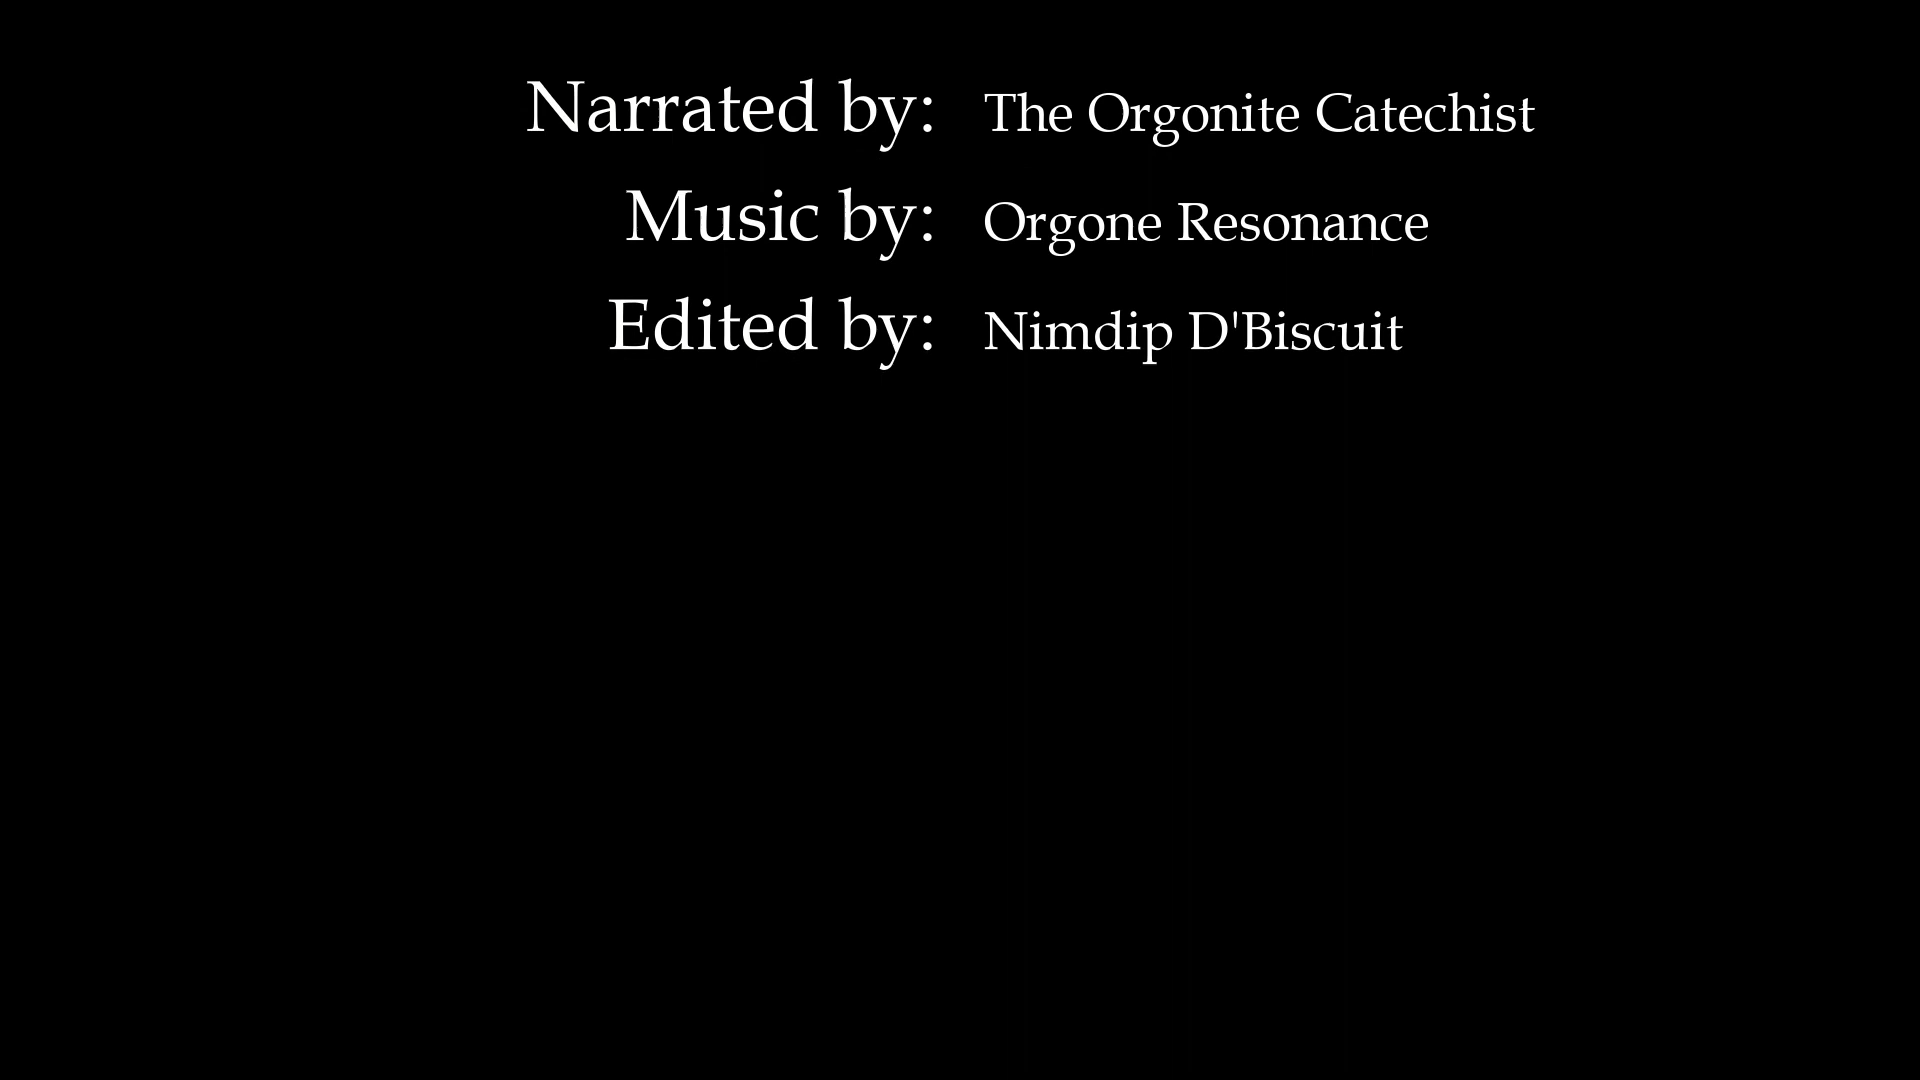 Narrated by: The Orgonite Catechist
Music by: Orgone Resonance
Edited by: Nimdip D'Biscuit